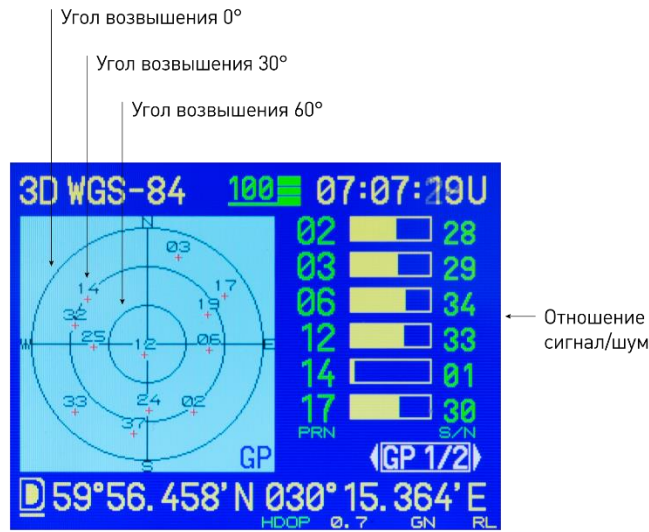 Угол возвышения 0°
Угол возвышения 30°
Угол возвышения 60°
3D WGS-84 100 07:07:29U
N
03
14
17
19
32
25
W
12
06
E
33
24
02
37
S
GP
02 28
03 29
06 34
12 33
14 01
17 30
PRN S/N
GP 1/2
Отношение
сигнал/шум
D 59°56.458'N 030°15.364'E
HDOP 0.7 GN RL